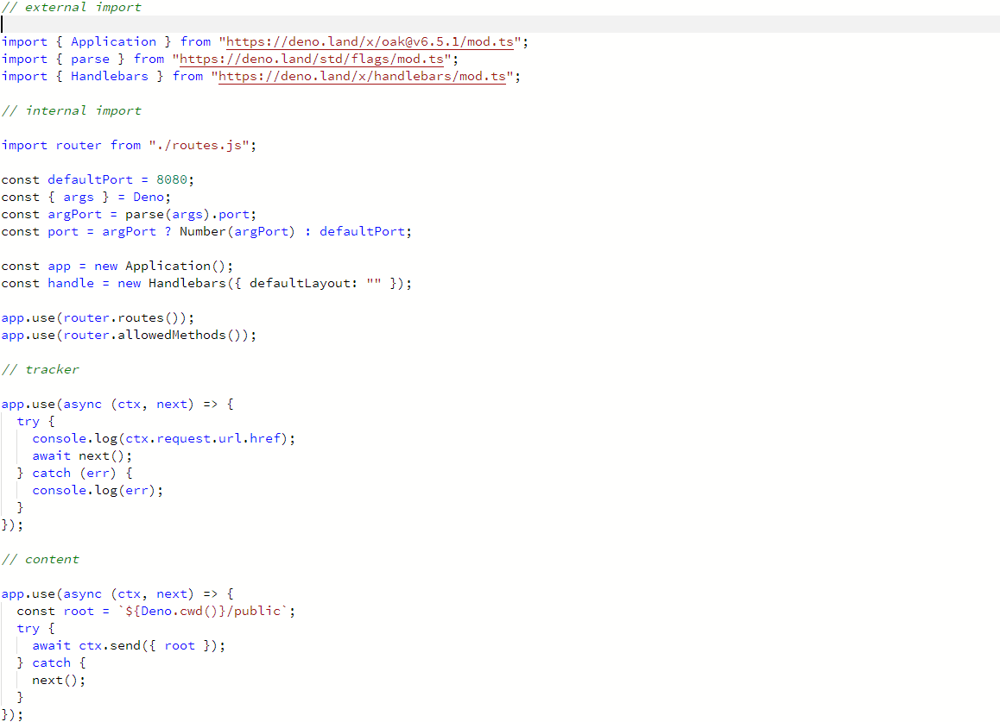 // external import
import { Application } from "https://deno.land/x/oak@v6.5.1/mod.ts";
import { parse } from "https://deno.land/std/flags/mod.ts";
import { Handlebars } from "https://deno.land/x/handlebars/mod.ts";
// internal import
import router from "./routes.js";
const defaultPort = 8080;
const { args } = Deno;
const argPort = parse(args).port;
const port = argPort ? Number(argPort) : defaultPort;
const app = new Application();
const handle = new Handlebars({ defaultLayout: "" });
app.use(router.routes());
app.use(router.allowedMethods());
// tracker
app.use(async (ctx, next) => {
  try {
    console.log(ctx.request.url.href);
    await next();
  } catch (err) {
    console.log(err);
  }
});
// content
app.use(async (ctx, next) => {
  const root = `${Deno.cwd()}/public`;
  try {
    await ctx.send({ root });
  } catch {
    next();
  }
});